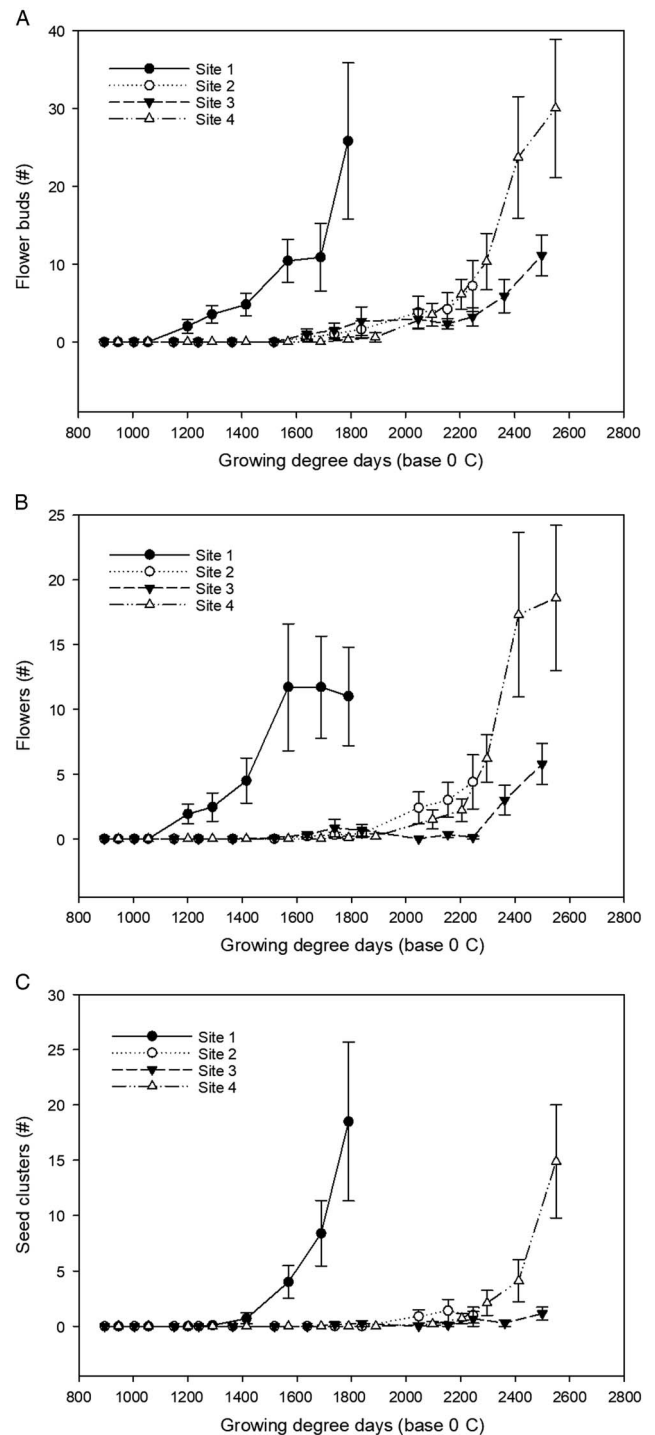 A
40
30
20
10
0
Flower buds (#)
Site 1
Site 2
Site 3
Site 4
800 1000 1200 1400 1600 1800 2000 2200 2400 2600 2800
Growing degree days (base 0 C)
B
25
20
15
10
5
0
Flowers (#)
Site 1
Site 2
Site 3
Site 4
800 1000 1200 1400 1600 1800 2000 2200 2400 2600 2800
Growing degree days (base 0 C)
C
30
25
20
15
10
5
0
Seed clusters (#)
Site 1
Site 2
Site 3
Site 4
800 1000 1200 1400 1600 1800 2000 2200 2400 2600 2800
Growing degree days (base 0 C)